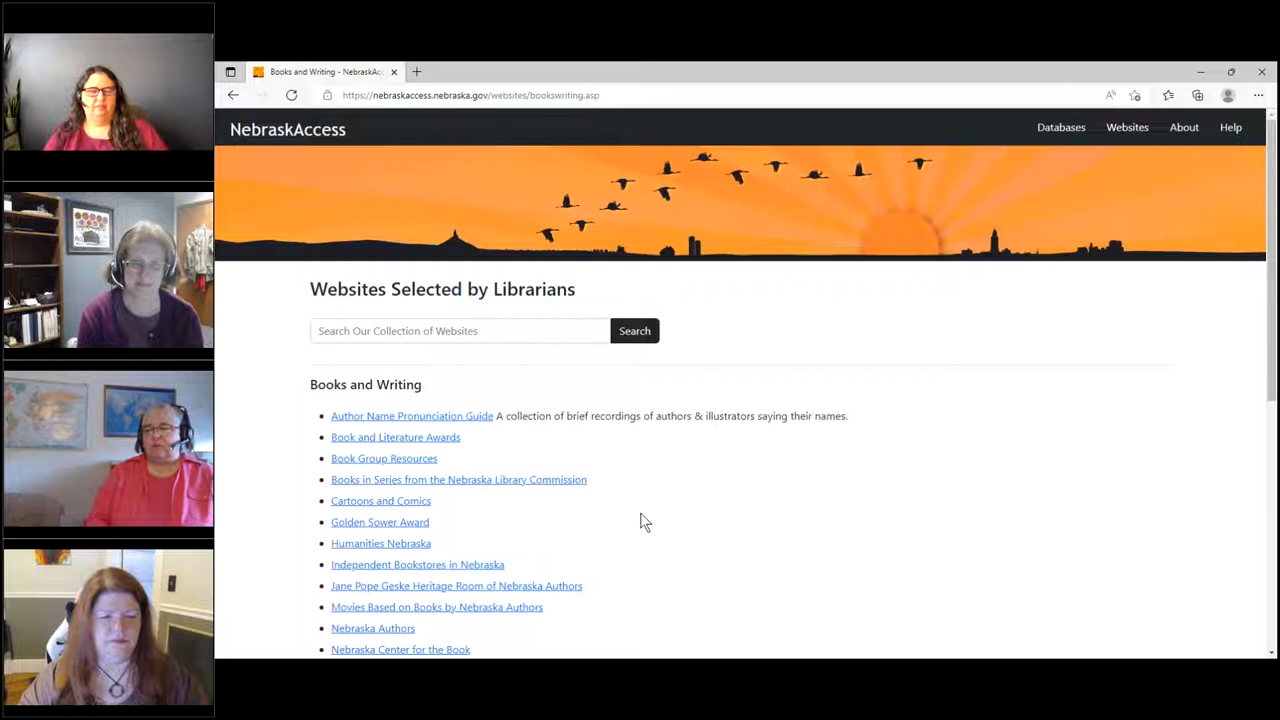 Books and Writing - NebraskAcc
https://nebraskaccess.nebraska.gov/websites/bookswriting.asp
NebraskAccess
Databases Websites About Help
Websites Selected by Librarians
Search Our Collection of Websites Search
Books and Writing
Author Name Pronunciation Guide A collection of brief recordings of authors & illustrators saying their names.
Book and Literature Awards
Book Group Resources
Books in Series from the Nebraska Library Commission
Cartoons and Comics
Golden Sower Award
Humanities Nebraska
Independent Bookstores in Nebraska
Jane Pope Geske Heritage Room of Nebraska Authors
Movies Based on Books by Nebraska Authors
Nebraska Authors
Nebraska Center for the Book